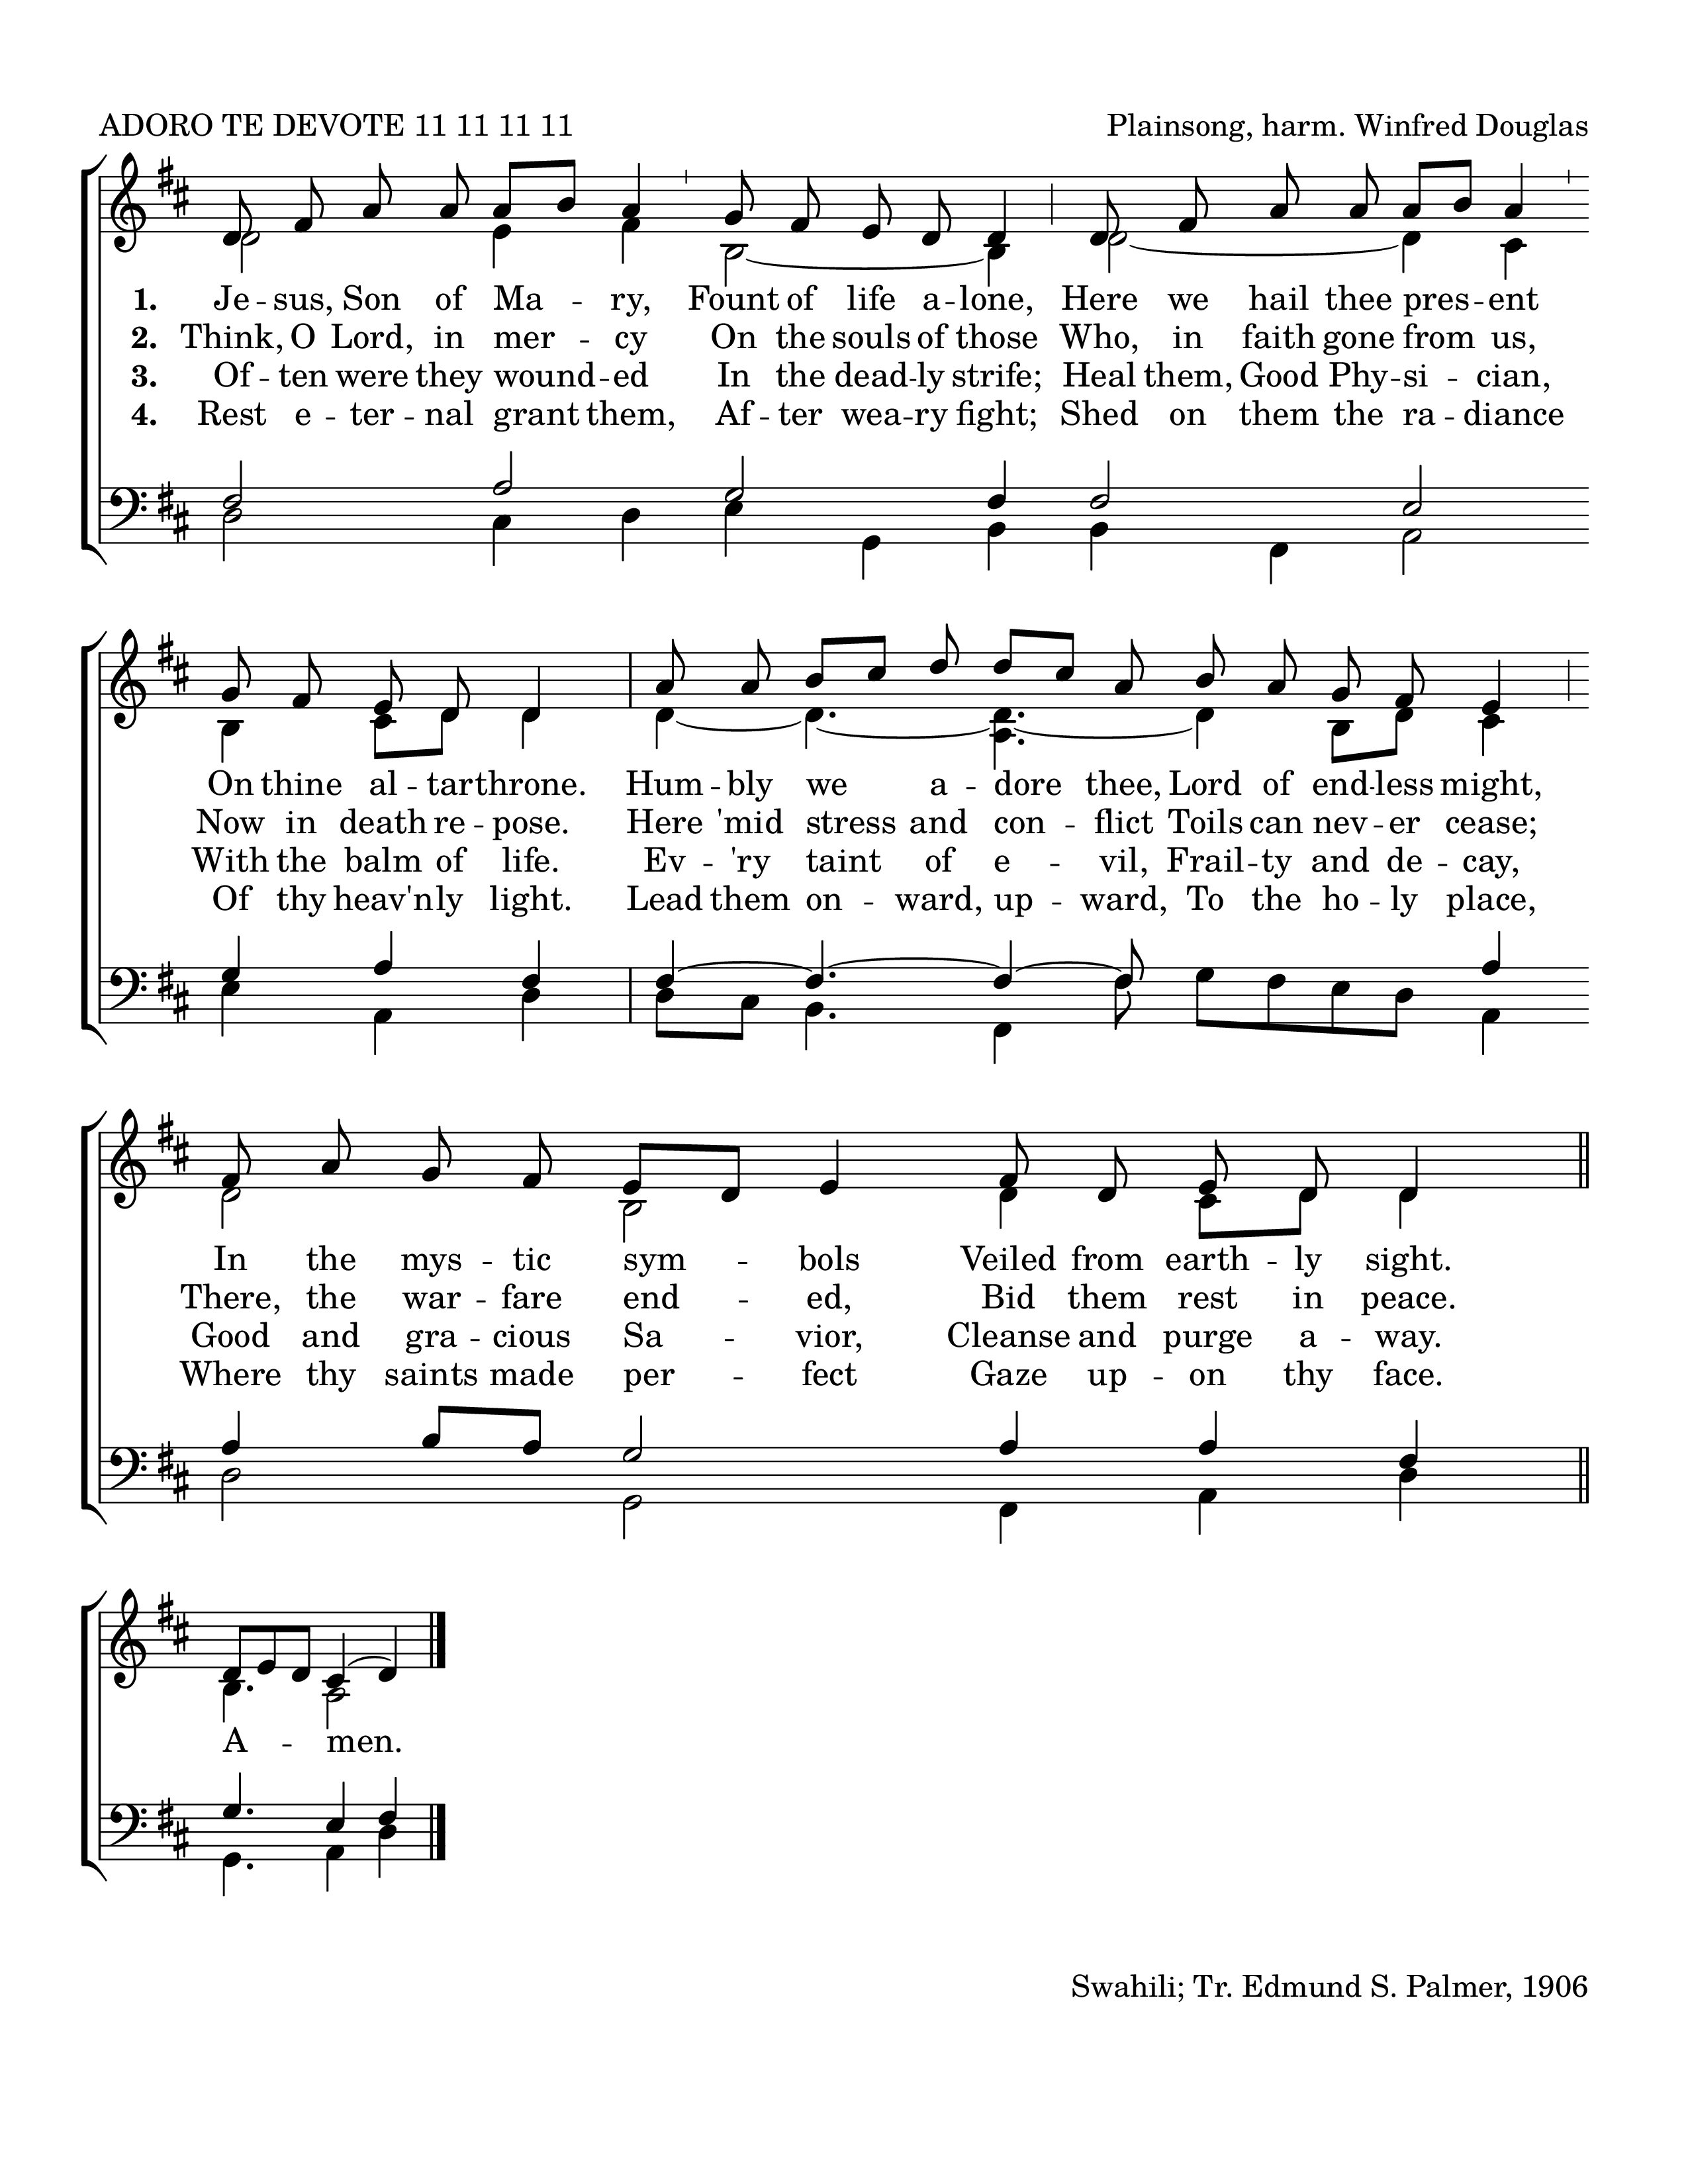 ADORO TE DEVOTE 11 11 11 11 Plainsong, harm. Winfred Douglas
1. Je -- sus, Son of Ma -- ry, Fount of life a -- lone, Here we hail thee pres -- ent
2. Think, O Lord, in mer -- cy On the souls of those Who, in faith gone from us,
3. Of -- ten were they wound -- ed In the dead -- ly strife; Heal them, Good Phy -- si -- cian,
4. Rest e -- ter -- nal grant them, Af -- ter wea -- ry fight; Shed on them the ra -- diance
On thine al -- tar throne. Hum -- bly we a -- dore thee, Lord of end -- less might,
Now in death re -- pose. Here 'mid stress and con -- flict Toils can nev -- er cease;
With the balm of life. Ev -- 'ry taint of e -- vil, Frail -- ty and de -- cay,
Of thy heav'n -- ly light. Lead them on -- ward, up -- ward, To the ho -- ly place,
In the mys -- tic sym -- bols Veiled from earth -- ly sight.
There, the war -- fare end -- ed, Bid them rest in peace.
Good and gra -- cious Sa -- vior, Cleanse and purge a -- way.
Where thy saints made per -- fect Gaze up -- on thy face.
A -- men.
Swahili; Tr. Edmund S. Palmer, 1906